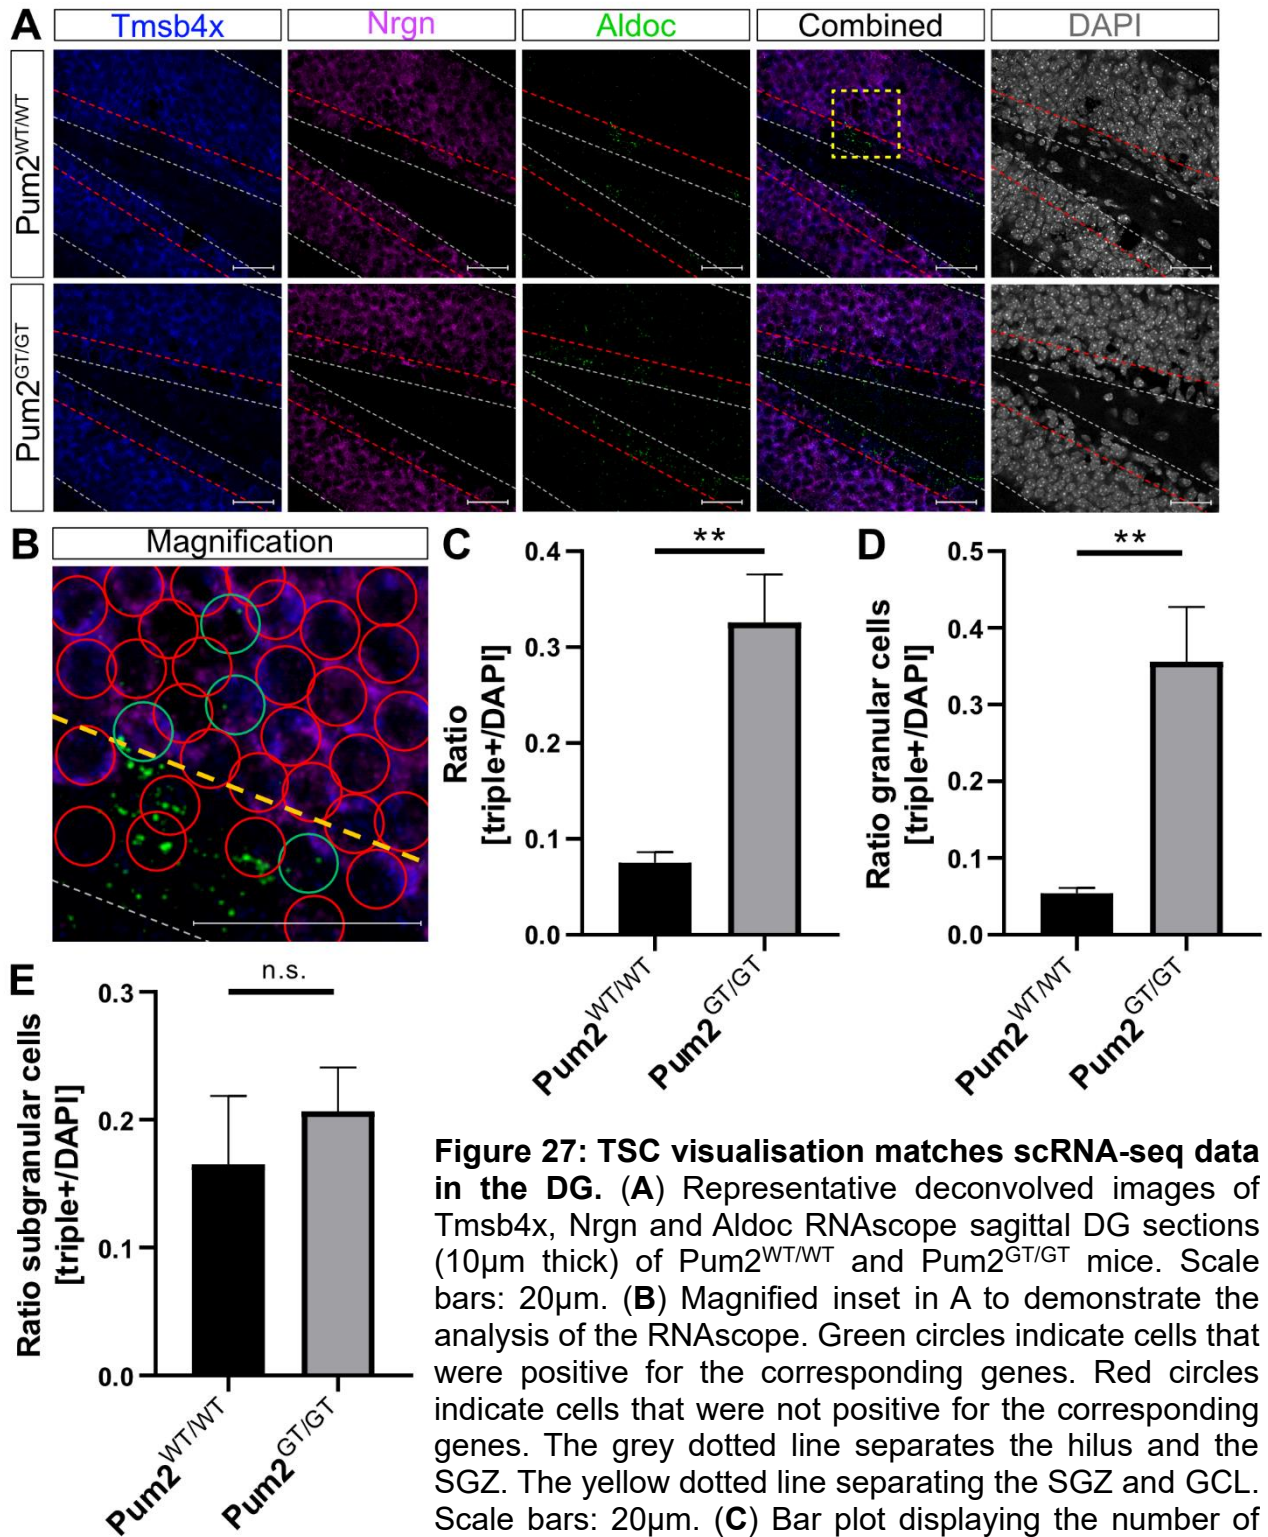 A
Tmsb4x
Nrgn
Aldoc
Combined
DAPI
Pum2WT/WT
Pum2GT/GT
B
Magnification
C
Ratio
[triple+/DAPI]
0.4
0.3
0.2
0.1
0.0
**
Pum2WT/WT
Pum2GT/GT
D
Ratio granular cells
[triple+/DAPI]
0.5
0.4
0.3
0.2
0.1
0.0
**
Pum2WT/WT
Pum2GT/GT
E
Ratio subgranular cells
[triple+/DAPI]
0.3
0.2
0.1
0.0
n.s.
Pum2WT/WT
Pum2GT/GT
Figure 27: TSC visualisation matches scRNA-seq data
in the DG. (A) Representative deconvolved images of
Tmsb4x, Nrgn and Aldoc RNAscope sagittal DG sections
(10µm thick) of Pum2WT/WT and Pum2GT/GT mice. Scale
bars: 20µm. (B) Magnified inset in A to demonstrate the
analysis of the RNAscope. Green circles indicate cells that
were positive for the corresponding genes. Red circles
indicate cells that were not positive for the corresponding
genes. The grey dotted line separates the hilus and the
SGZ. The yellow dotted line separating the SGZ and GCL.
Scale bars: 20µm. (C) Bar plot displaying the number of